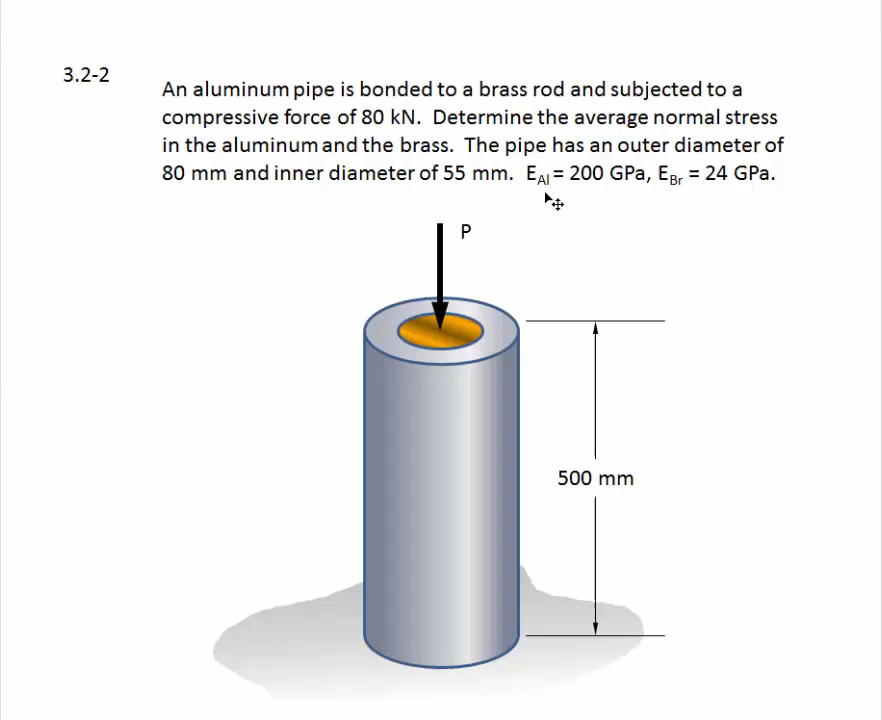 3.2-2
An aluminum pipe is bonded to a brass rod and subjected to a
compressive force of 80 kN. Determine the average normal stress
in the aluminum and the brass. The pipe has an outer diameter of
80 mm and inner diameter of 55 mm. E_Al = 200 GPa, E_Br = 24 GPa.
P
500 mm